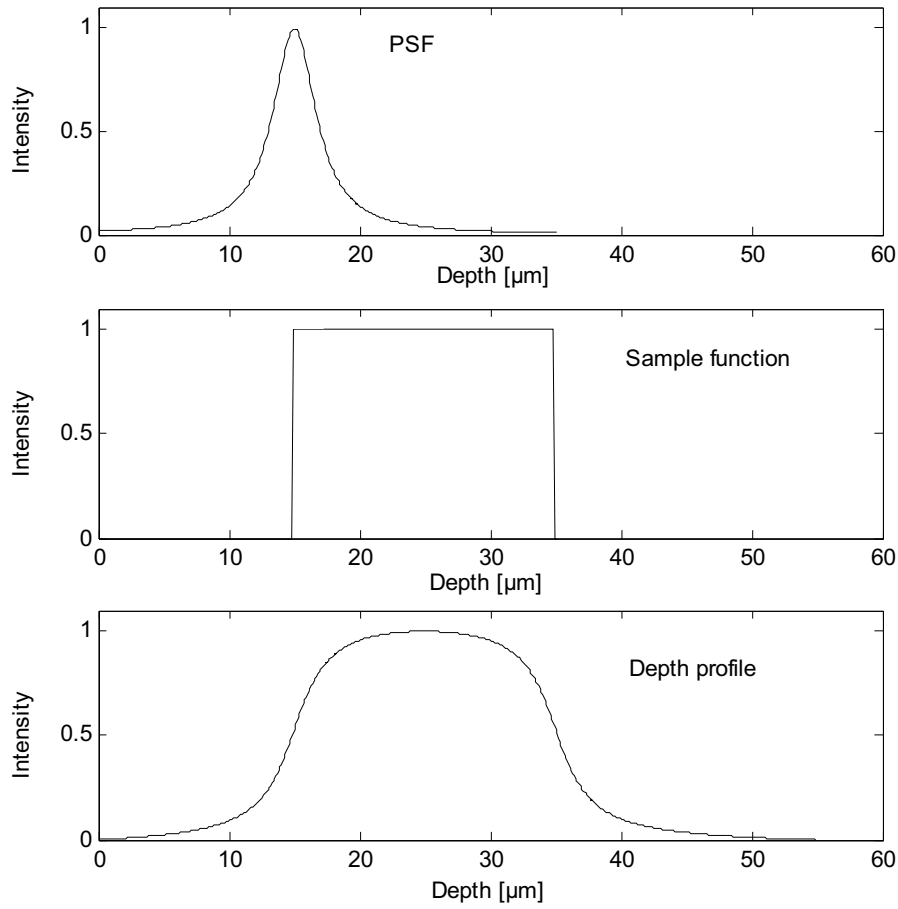 PSF
Intensity
1
0.5
0
0 10 20 30 40 50 60
Depth [µm]
Sample function
Intensity
1
0.5
0
0 10 20 30 40 50 60
Depth [µm]
Depth profile
Intensity
1
0.5
0
0 10 20 30 40 50 60
Depth [µm]